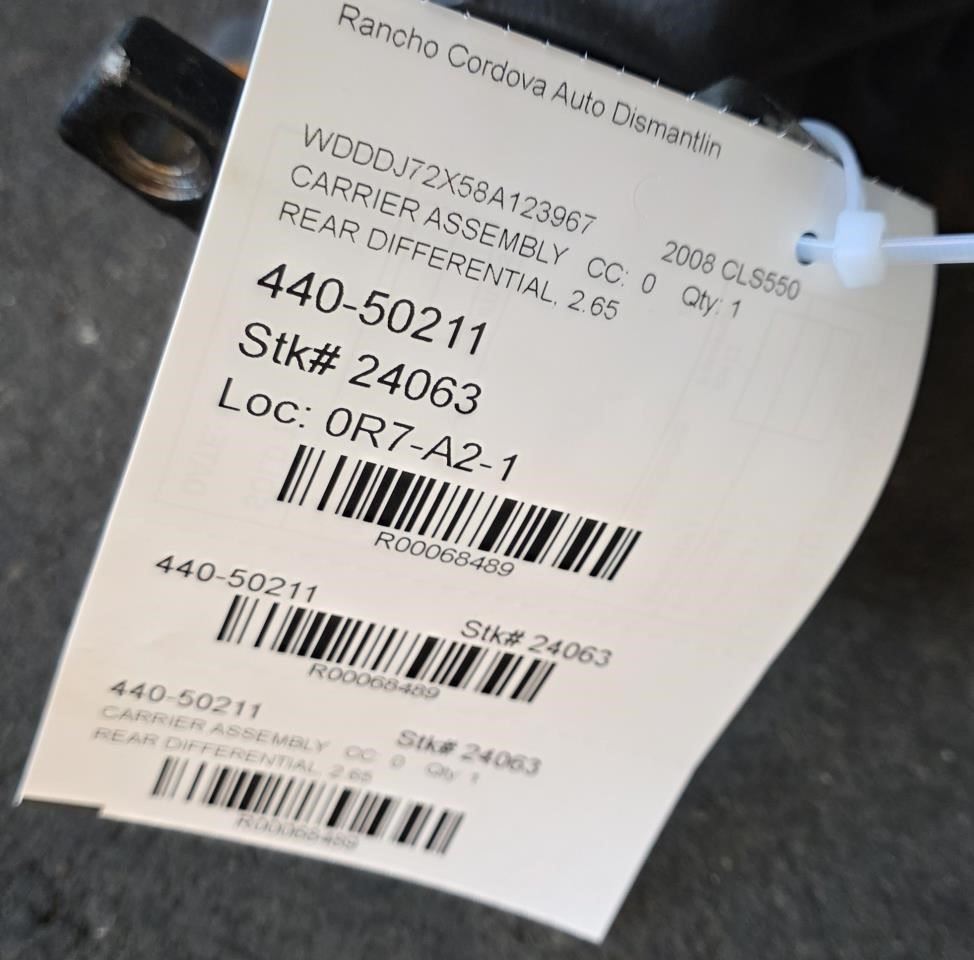 Rancho Cordova Auto Dismantlin
WDDDJ72X58A123967 2008 CLS550
CARRIER ASSEMBLY CC: 0 Qty: 1
REAR DIFFERENTIAL, 2.65
440-50211
Stk# 24063
Loc: 0R7-A2-1
R00068489
440-50211 Stk# 24063
R00068489
440-50211 Stk# 24063
CARRIER ASSEMBLY CC: 0 Qty: 1
REAR DIFFERENTIAL, 2.65
R00068489